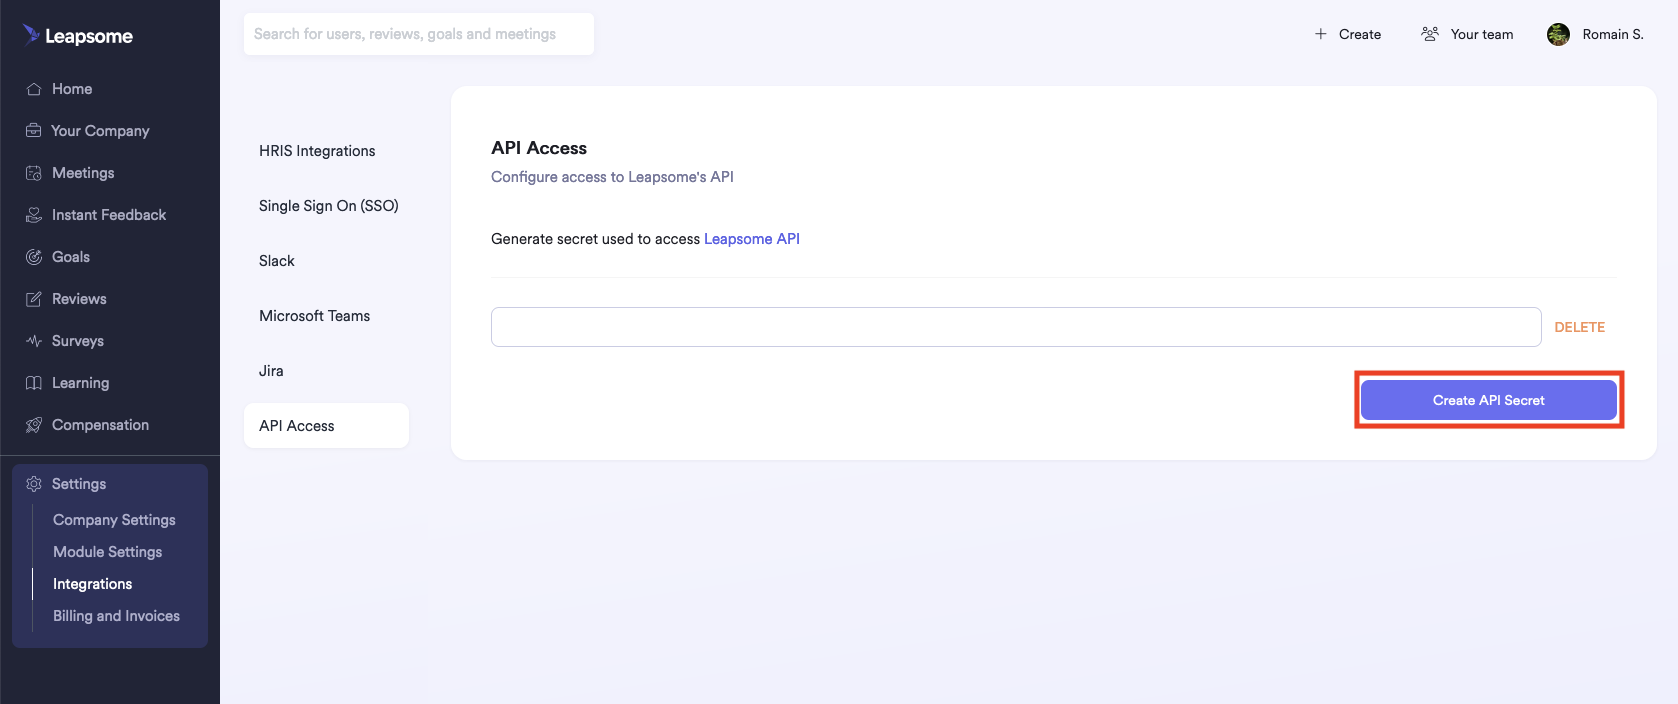 Leapsome
Home
Your Company
Meetings
Instant Feedback
Goals
Reviews
Surveys
Learning
Compensation
Settings
Company Settings
Module Settings
Integrations
Billing and Invoices
Search for users, reviews, goals and meetings
Create
Your team
Romain S.
HRIS Integrations
Single Sign On (SSO)
Slack
Microsoft Teams
Jira
API Access
API Access
Configure access to Leapsome's API
Generate secret used to access Leapsome API
DELETE
Create API Secret